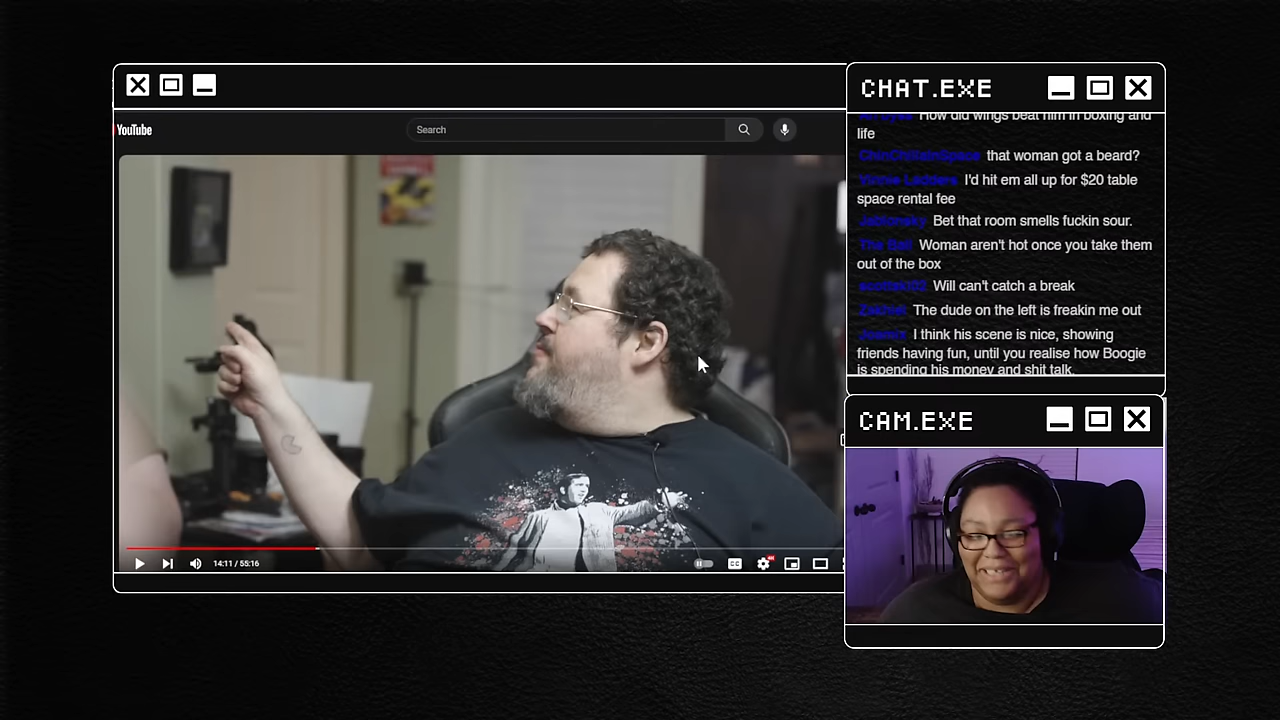 YouTube
Search
14:11 / 55:16
CC
CHAT.EXE
How did wings beat him in boxing and
life
that woman got a beard?
I'd hit em all up for $20 table
space rental fee
Bet that room smells fuckin sour.
Woman aren't hot once you take them
out of the box
Will can't catch a break
The dude on the left is freakin me out
I think his scene is nice, showing
friends having fun, until you realise how Boogie
is spending his money and shit talk.
CAM.EXE